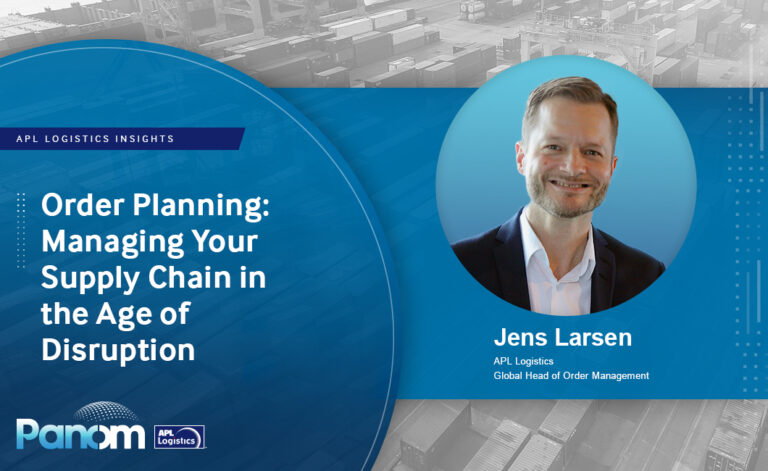 APL LOGISTICS INSIGHTS
Order Planning:
Managing Your
Supply Chain in
the Age of
Disruption
Jens Larsen
APL Logistics
Global Head of Order Management
Panom
APL
Logistics